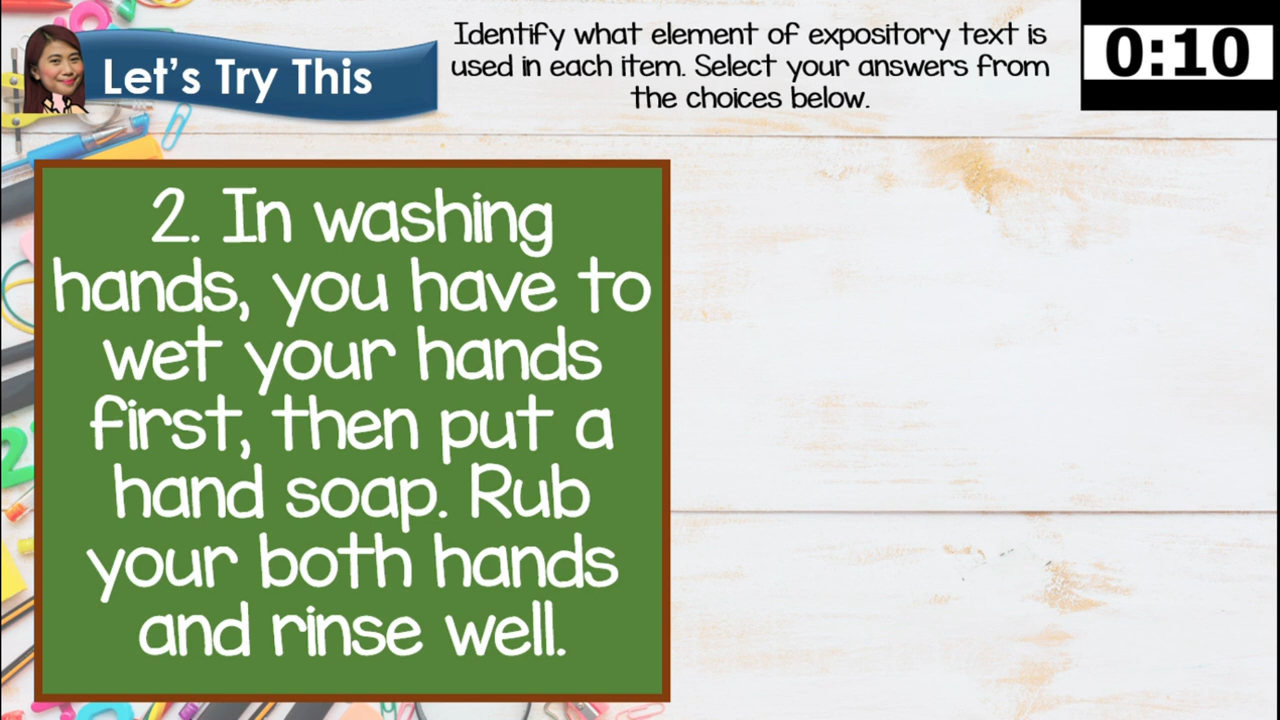 Let's Try This
Identify what element of expository text is
used in each item. Select your answers from
the choices below.
0:10
2. In washing
hands, you have to
wet your hands
first, then put a
hand soap. Rub
your both hands
and rinse well.